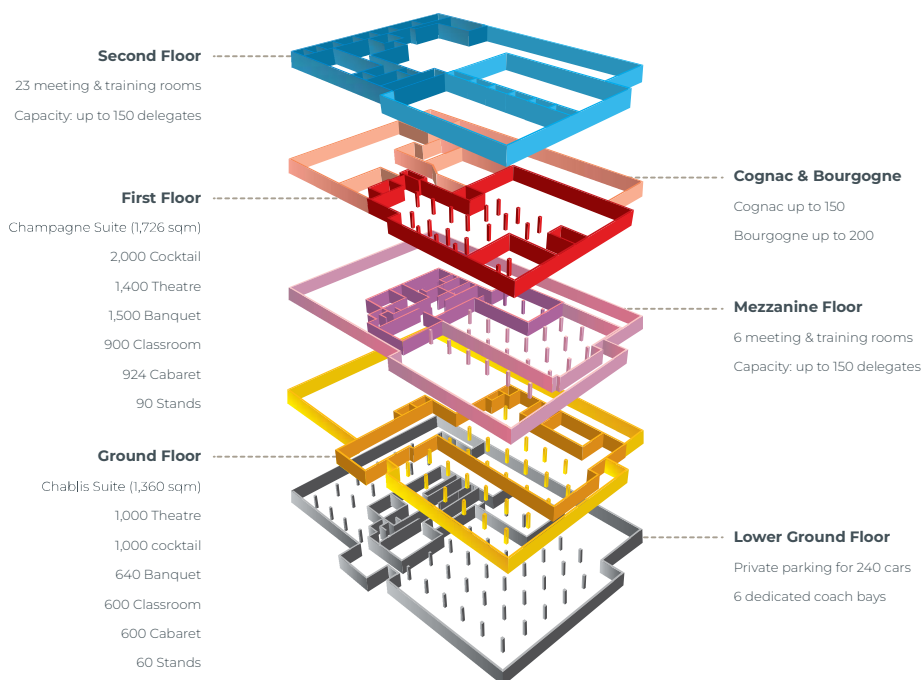 Second Floor
23 meeting & training rooms
Capacity: up to 150 delegates
First Floor
Champagne Suite (1,726 sqm)
2,000 Cocktail
1,400 Theatre
1,500 Banquet
900 Classroom
924 Cabaret
90 Stands
Ground Floor
Chablis Suite (1,360 sqm)
1,000 Theatre
1,000 cocktail
640 Banquet
600 Classroom
600 Cabaret
60 Stands
Cognac & Bourgogne
Cognac up to 150
Bourgogne up to 200
Mezzanine Floor
6 meeting & training rooms
Capacity: up to 150 delegates
Lower Ground Floor
Private parking for 240 cars
6 dedicated coach bays